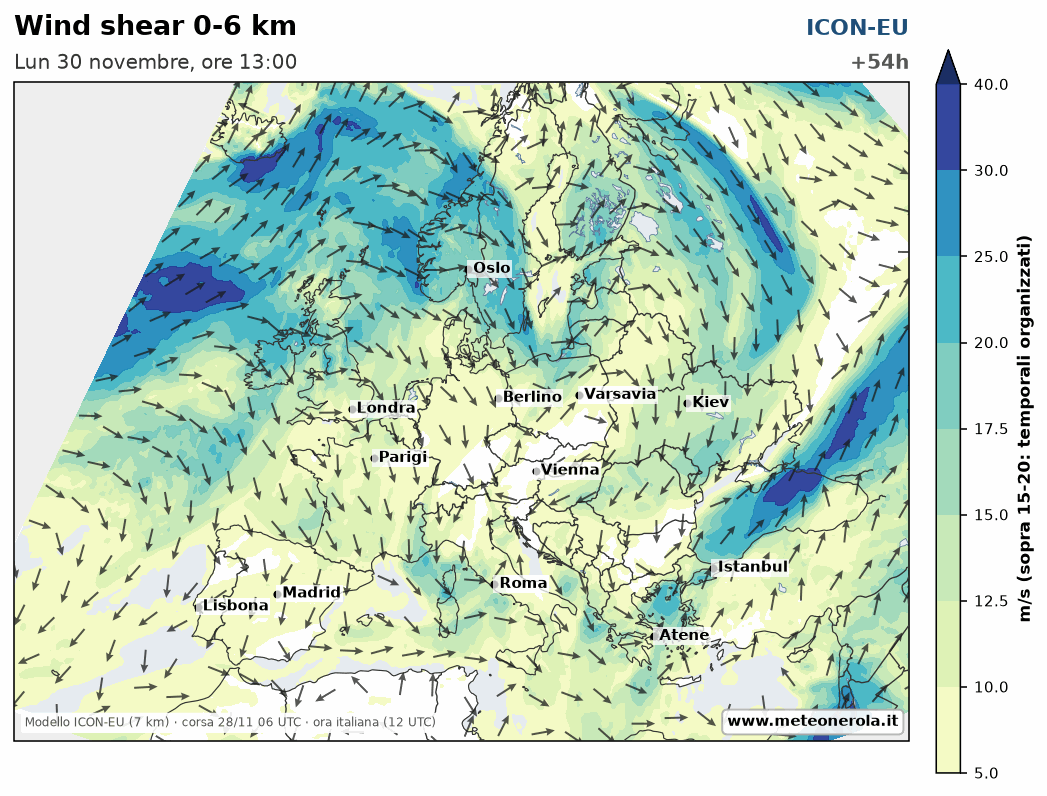 Wind shear 0-6 km
ICON-EU
Lun 30 novembre, ore 13:00
+54h
40.0
30.0
25.0
20.0
17.5
15.0
12.5
10.0
5.0
m/s (sopra 15-20: temporali organizzati)
Oslo
Berlino
Varsavia
Kiev
Londra
Parigi
Vienna
Istanbul
Roma
Madrid
Lisbona
Atene
Modello ICON-EU (7 km) · corsa 28/11 06 UTC · ora italiana (12 UTC)
www.meteonerola.it